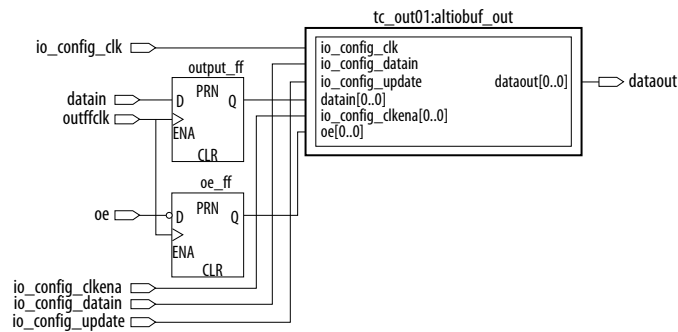 tc_out01:altiobuf_out
io_config_clk
io_config_clk
io_config_datain
io_config_update
datain[0..0]
io_config_clkena[0..0]
oe[0..0]
dataout[0..0]
dataout
output_ff
datain
outffclk
D
PRN
Q
ENA
CLR
oe_ff
oe
D
PRN
Q
ENA
CLR
io_config_clkena
io_config_datain
io_config_update